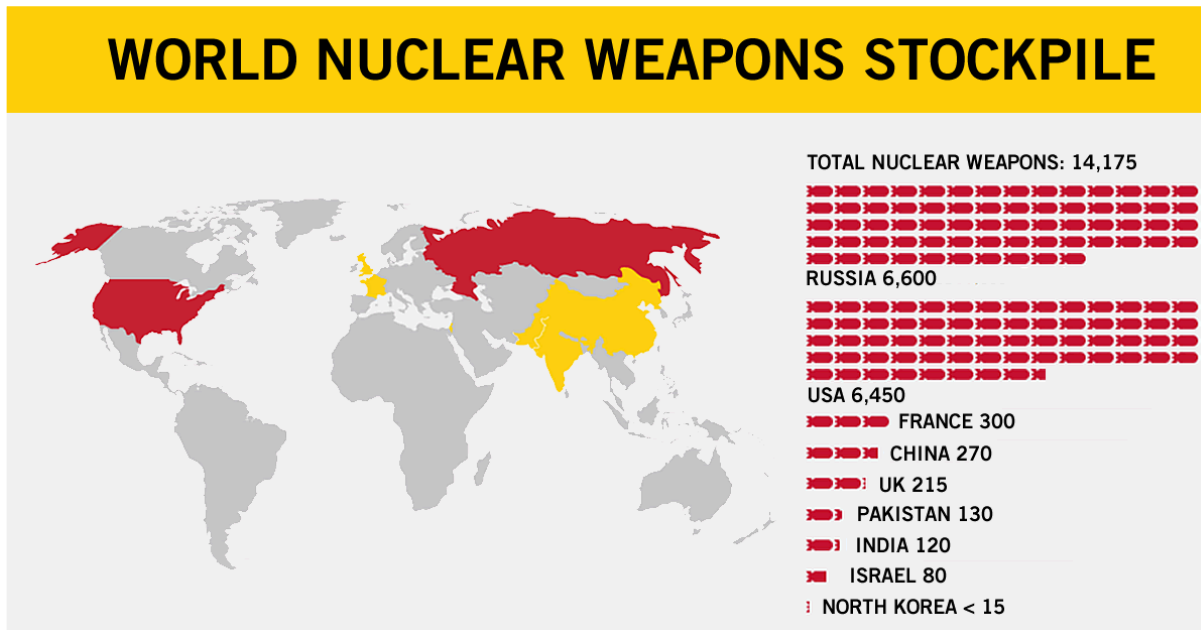 WORLD NUCLEAR WEAPONS STOCKPILE
TOTAL NUCLEAR WEAPONS: 14,175
RUSSIA 6,600
USA 6,450
FRANCE 300
CHINA 270
UK 215
PAKISTAN 130
INDIA 120
ISRAEL 80
NORTH KOREA < 15